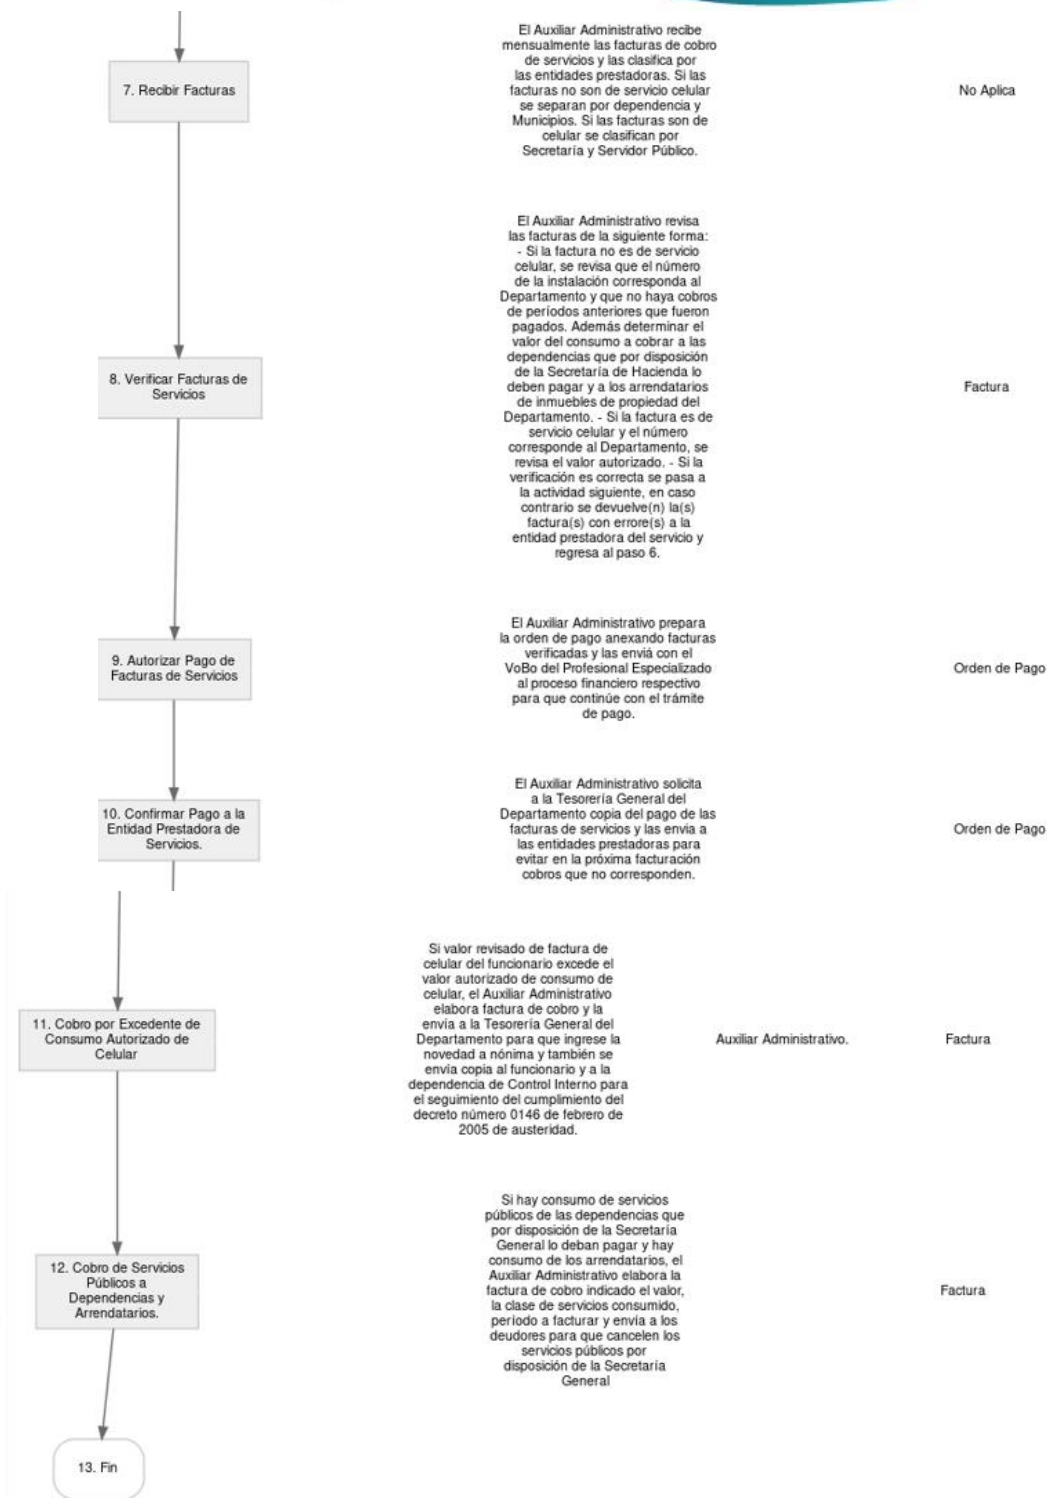 7. Recibir Facturas
El Auxiliar Administrativo recibe
mensualmente las facturas de cobro
de servicios y las clasifica por
las entidades prestadoras. Si las
facturas no son de servicio celular
se separan por dependencia y
Municipios. Si las facturas son de
celular se clasifican por
Secretaría y Servidor Público.
No Aplica
8. Verificar Facturas de
Servicios
El Auxiliar Administrativo revisa
las facturas de la siguiente forma:
- Si la factura no es de servicio
celular, se revisa que el número
de la instalación corresponda al
Departamento y que no haya cobros
de períodos anteriores que fueron
pagados. Además determinar el
valor del consumo a cobrar a las
dependencias que por disposición
de la Secretaría de Hacienda lo
deben pagar y a los arrendatarios
de inmuebles de propiedad del
Departamento. - Si la factura es de
servicio celular y el número
corresponde al Departamento, se
revisa el valor autorizado. - Si la
verificación es correcta se pasa a
la actividad siguiente, en caso
contrario se devuelve(n) la(s)
factura(s) con errore(s) a la
entidad prestadora del servicio y
regresa al paso 6.
Factura
9. Autorizar Pago de
Facturas de Servicios
El Auxiliar Administrativo prepara
la orden de pago anexando facturas
verificadas y las enviá con el
VoBo del Profesional Especializado
al proceso financiero respectivo
para que continúe con el trámite
de pago.
Orden de Pago
10. Confirmar Pago a la
Entidad Prestadora de
Servicios.
El Auxiliar Administrativo solicita
a la Tesorería General del
Departamento copia del pago de las
facturas de servicios y las envia a
las entidades prestadoras para
evitar en la próxima facturación
cobros que no corresponden.
Orden de Pago
11. Cobro por Excedente de
Consumo Autorizado de
Celular
Si valor revisado de factura de
celular del funcionario excede el
valor autorizado de consumo de
celular, el Auxiliar Administrativo
elabora factura de cobro y la
envía a la Tesorería General del
Departamento para que ingrese la
novedad a nónima y también se
envía copia al funcionario y a la
dependencia de Control Interno para
el seguimiento del cumplimiento del
decreto número 0146 de febrero de
2005 de austeridad.
Auxiliar Administrativo.
Factura
12. Cobro de Servicios
Públicos a
Dependencias y
Arrendatarios.
Si hay consumo de servicios
públicos de las dependencias que
por disposición de la Secretaría
General lo deban pagar y hay
consumo de los arrendatarios, el
Auxiliar Administrativo elabora la
factura de cobro indicado el valor,
la clase de servicios consumido,
período a facturar y envía a los
deudores para que cancelen los
servicios públicos por
disposición de la Secretaría
General
Factura
13. Fin